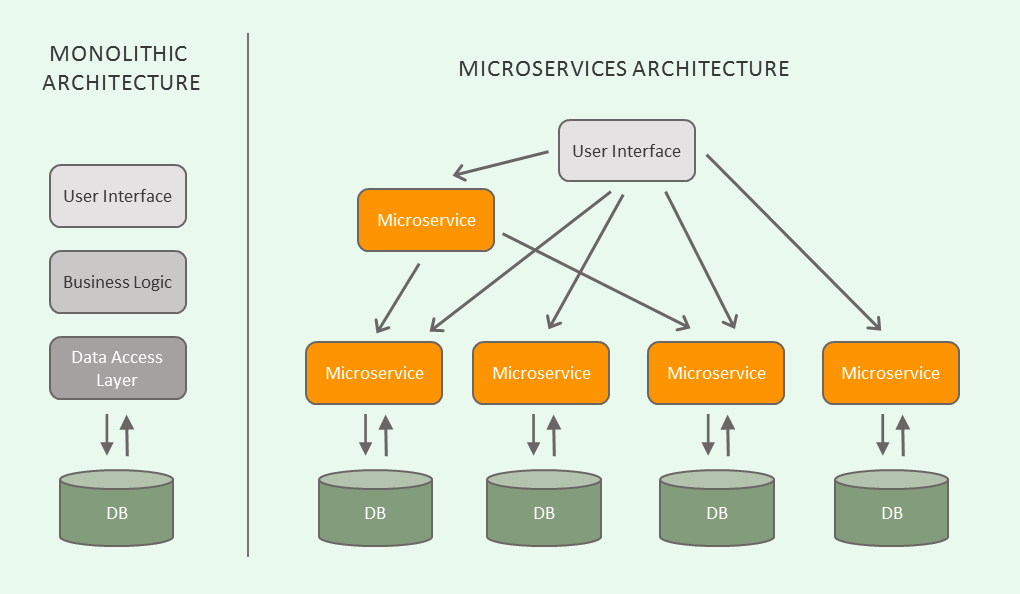 MONOLITHIC
ARCHITECTURE
User Interface
Business Logic
Data Access
Layer
DB
MICROSERVICES ARCHITECTURE
User Interface
Microservice
Microservice
Microservice
Microservice
Microservice
DB
DB
DB
DB